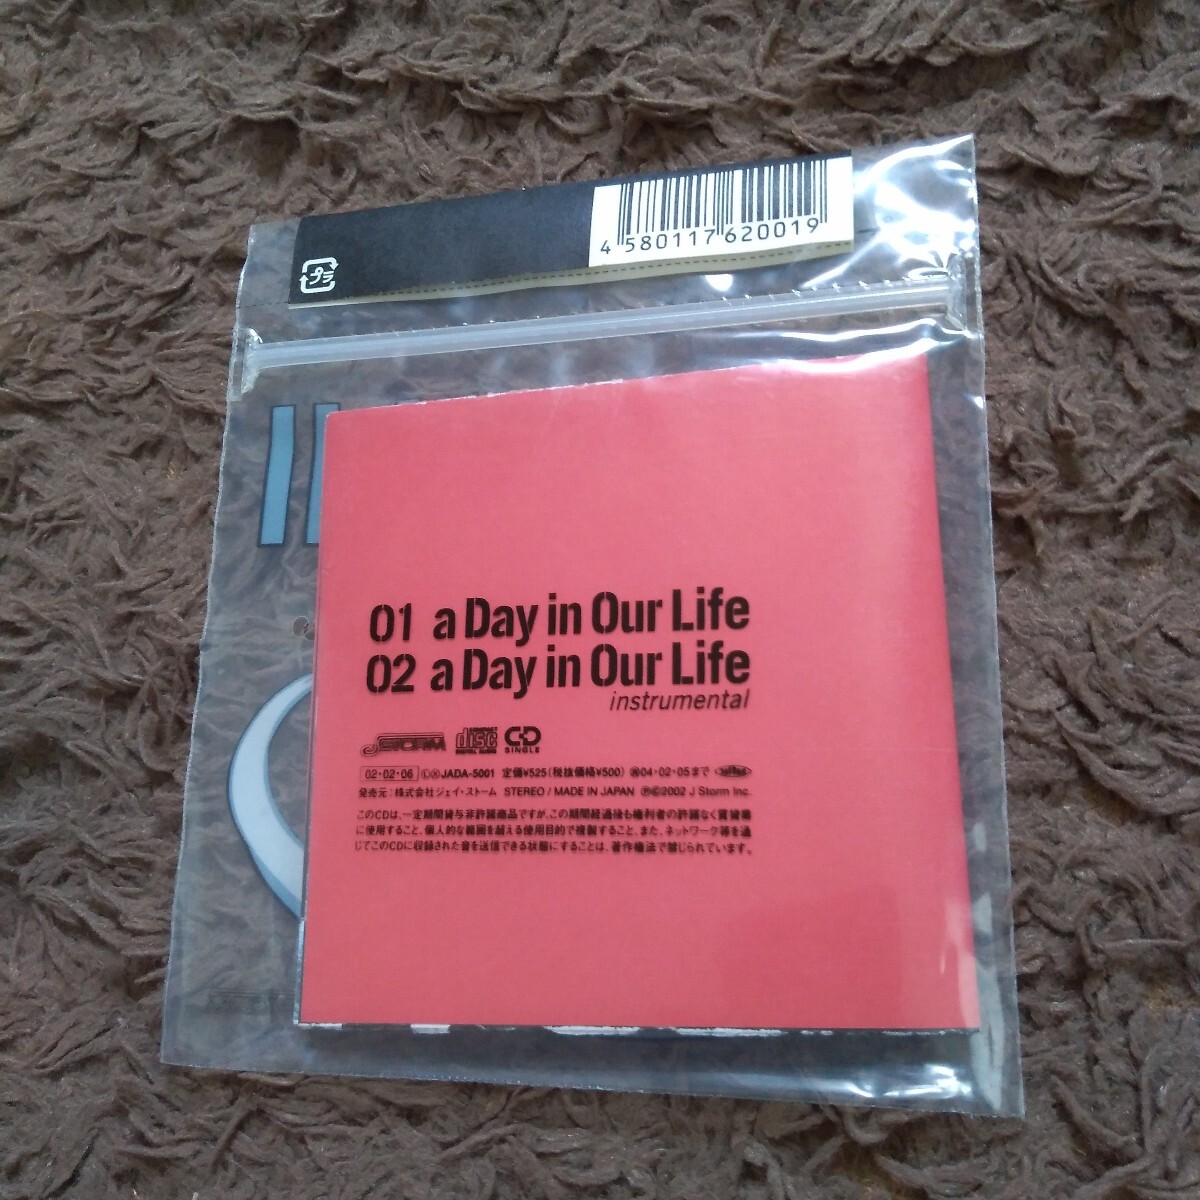 プラ
4 580117 620019
01 a Day in Our Life
02 a Day in Our Life
instrumental
J STORM COMPACT disc DIGITAL AUDIO CD SINGLE
02・02・06 ⓁⓍJADA-5001 定価¥525(税抜価格¥500) 04・02・05まで
発売元:株式会社ジェイ・ストーム STEREO / MADE IN JAPAN ℗©2002 J Storm Inc.
このCDは、一定期間貸与非許諾商品ですが、この期間経過後も権利者の許諾なく賃貸業
に使用すること、個人的な範囲を越える使用目的で複製すること、また、ネットワーク等を通
じてこのCDに収録された音を送信できる状態にすることは、著作権法で禁じられています。